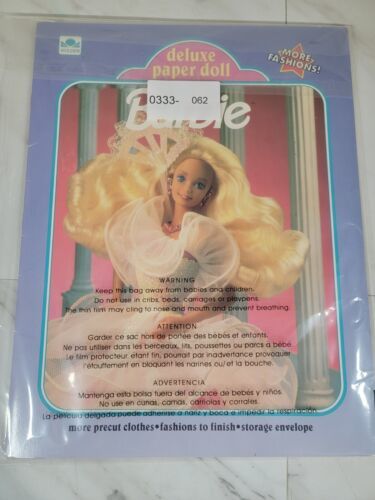 GOLDEN
deluxe
paper doll
MORE
FASHIONS!
0333- 062
Barbie
WARNING
Keep this bag away from babies and children.
Do not use in cribs, beds, carriages or playpens.
The thin film may cling to nose and mouth and prevent breathing.
ATTENTION
Garder ce sac hors de portée des bébés et enfants.
Ne pas utiliser dans les berceaux, lits, poussettes ou parcs à bébé.
Le film protecteur, étant fin, pourrait par inadvertance provoquer
l'étouffement en bloquant les narines ou/et la bouche.
ADVERTENCIA
Mantenga esta bolsa fuera del alcance de bebés y niños.
No use en cunas, camas, carriolas y corrales.
La película delgada puede adherirse a nariz y boca e impedir la respiración.
more precut clothes•fashions to finish•storage envelope